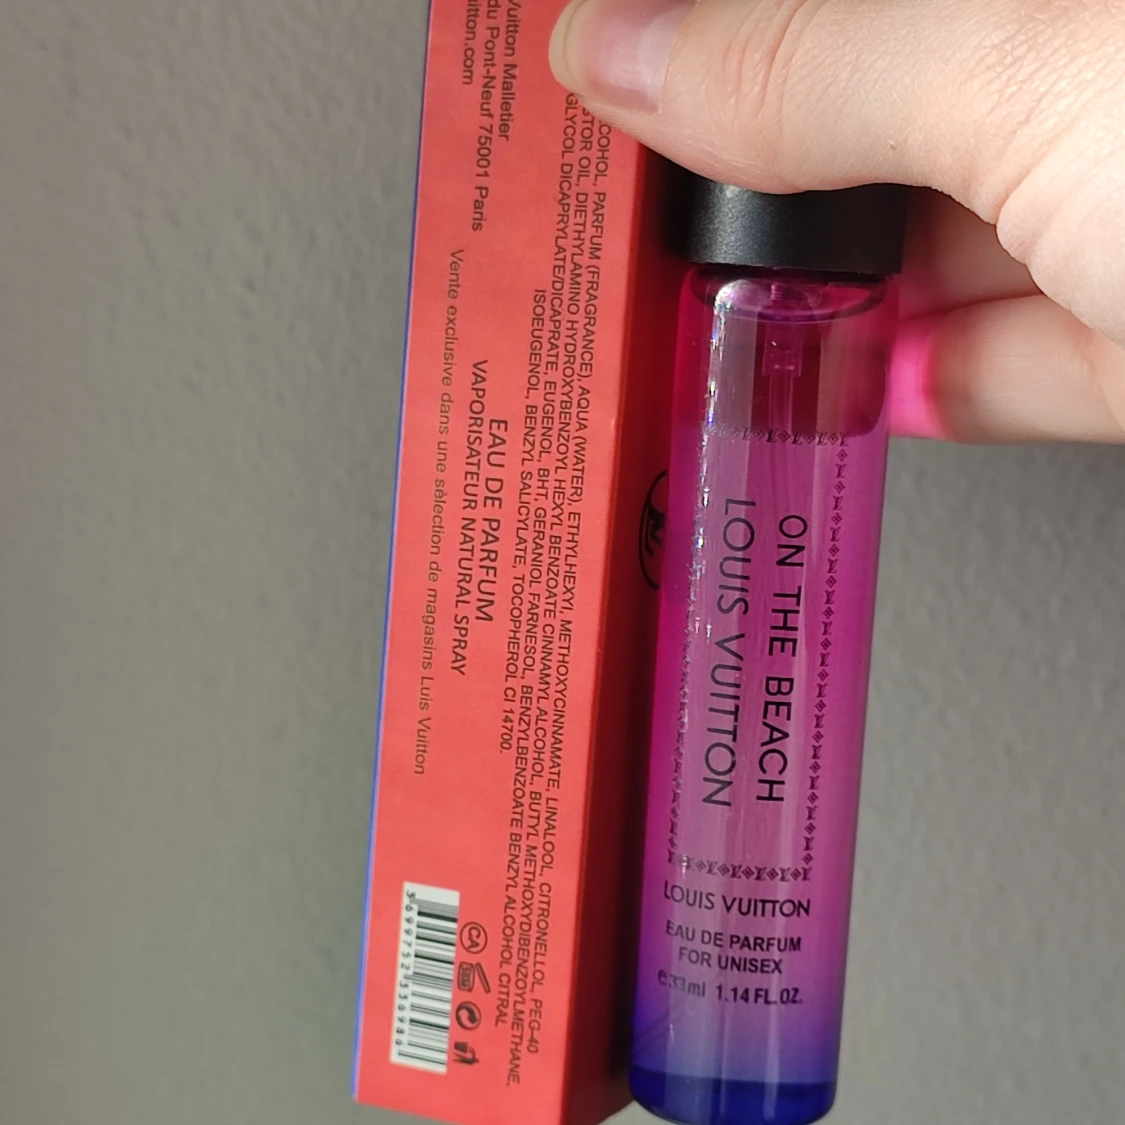 Vuitton Malletier
du Pont-Neuf 75001 Paris
uitton.com
COHOL, PARFUM (FRAGRANCE), AQUA (WATER), ETHYLHEXYL METHOXYCINNAMATE, LINALOOL, CITRONELLOL, PEG-40
STOR OIL, DIETHYLAMINO HYDROXYBENZOYL HEXYL BENZOATE CINNAMYL ALCOHOL, BUTYL METHOXYDIBENZOYLMETHANE,
GLYCOL DICAPRYLATE/DICAPRATE, EUGENOL, BHT, GERANIOL, FARNESOL, BENZYLBENZOATE BENZYL ALCOHOL CITRAL
ISOEUGENOL, BENZYL SALICYLATE, TOCOPHEROL CI 14700.
EAU DE PARFUM
VAPORISATEUR NATURAL SPRAY
Vente exclusive dans une sèlection de magasins Luis Vuitton
CA
ON THE BEACH
LOUIS VUITTON
LOUIS VUITTON
EAU DE PARFUM
FOR UNISEX
e33ml 1.14 FL.OZ.